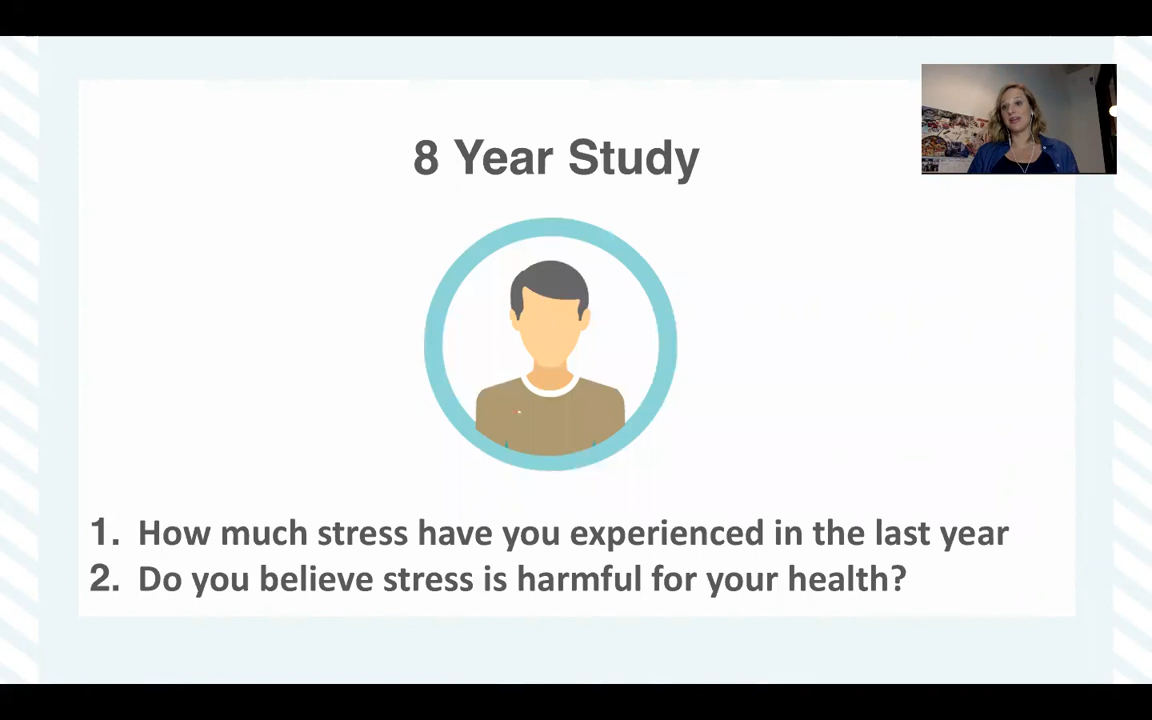 8 Year Study
1. How much stress have you experienced in the last year
2. Do you believe stress is harmful for your health?